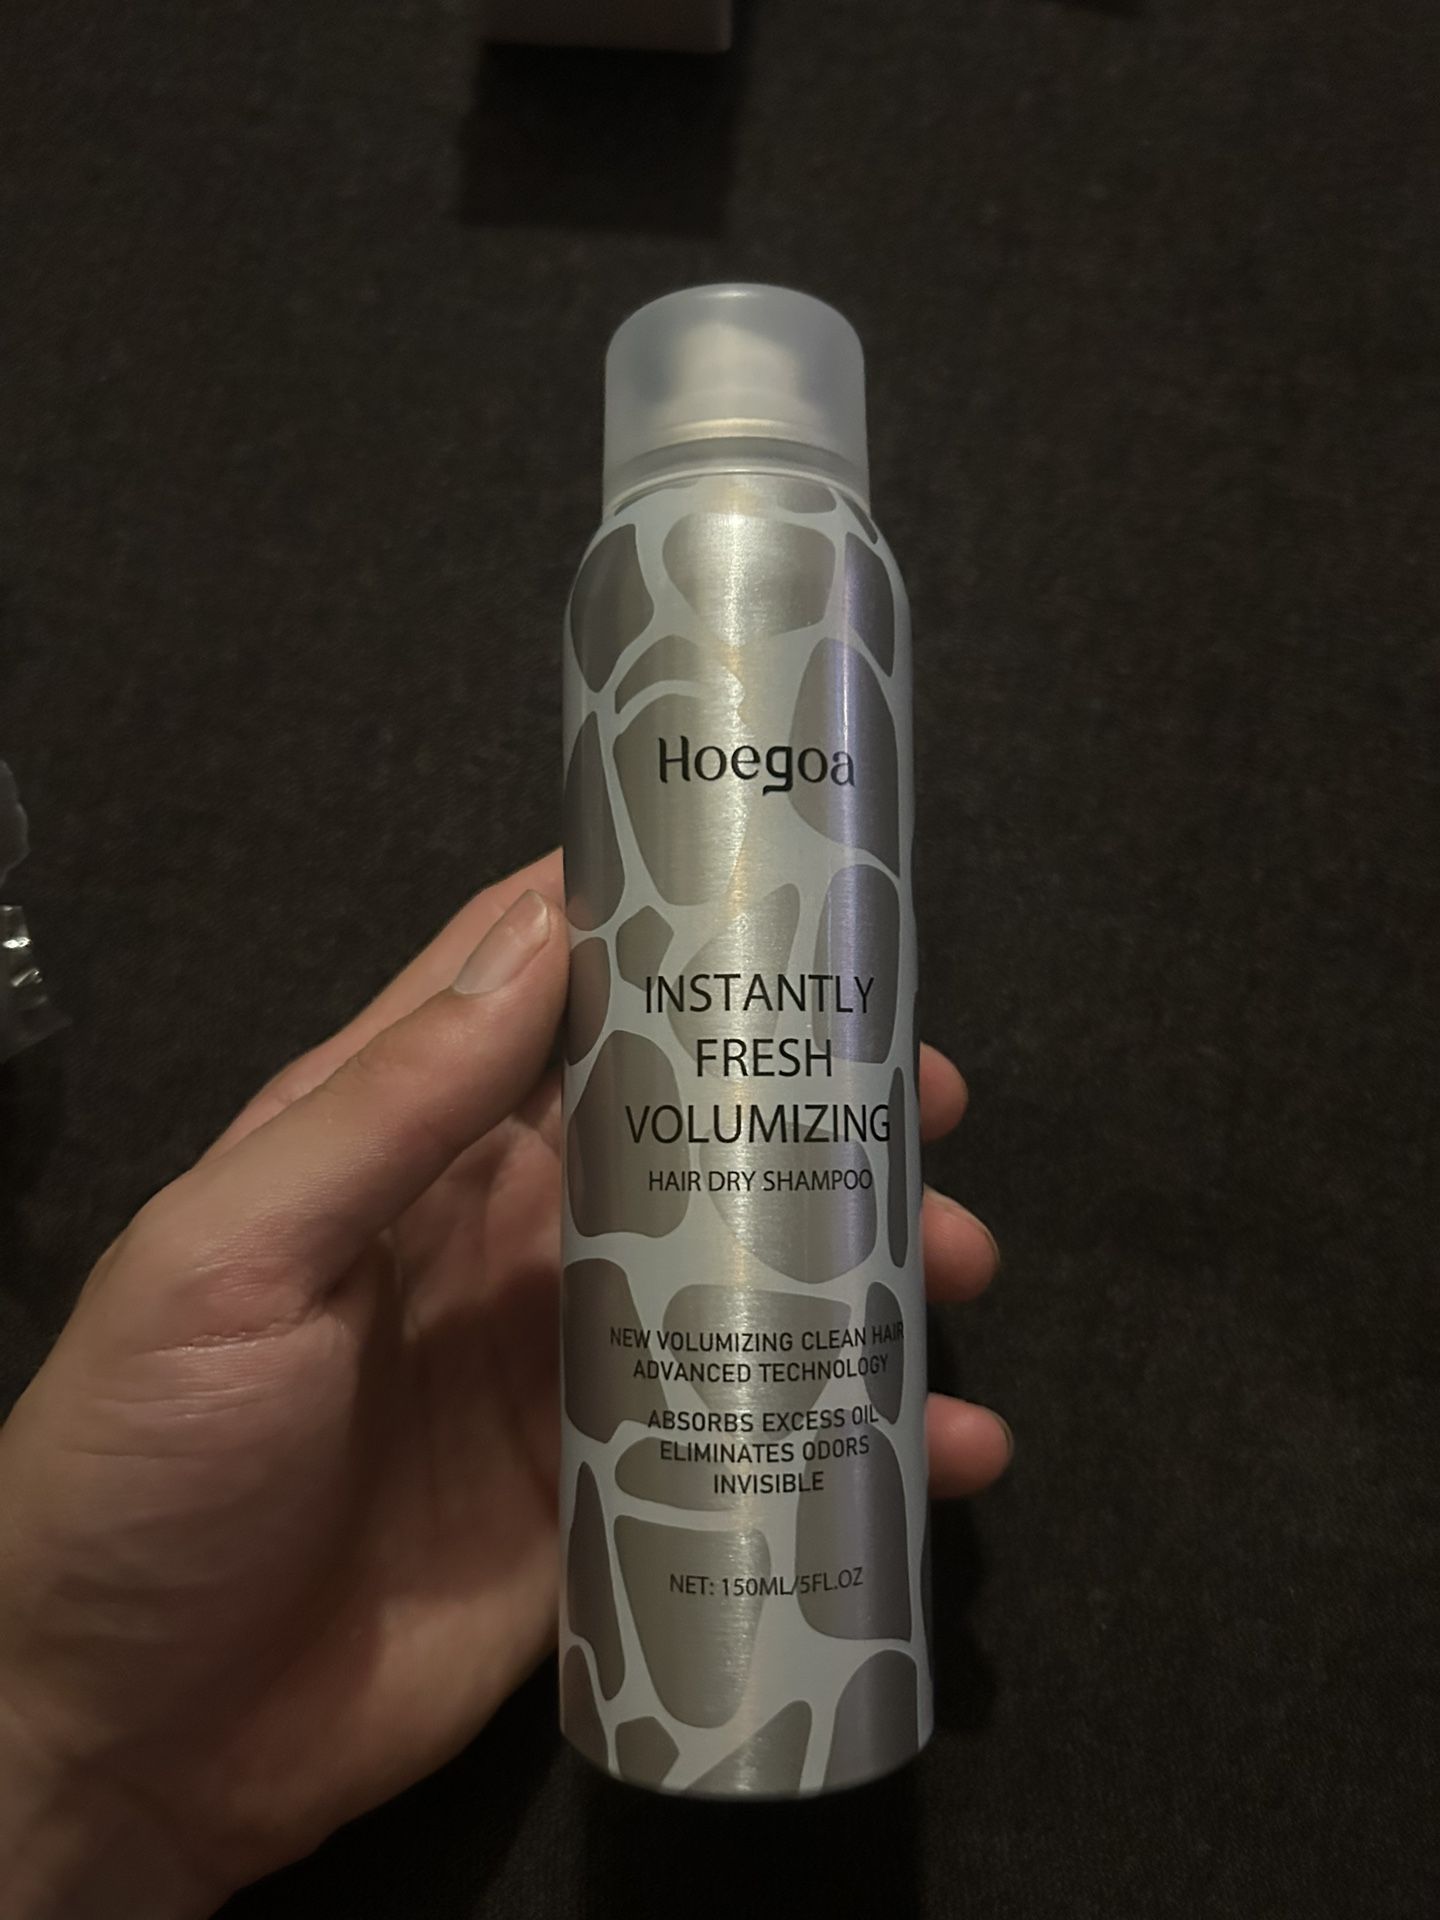 Hoegoa
INSTANTLY
FRESH
VOLUMIZING
HAIR DRY SHAMPOO
NEW VOLUMIZING CLEAN HAIR
ADVANCED TECHNOLOGY
ABSORBS EXCESS OIL
ELIMINATES ODORS
INVISIBLE
NET: 150ML/5FL.OZ